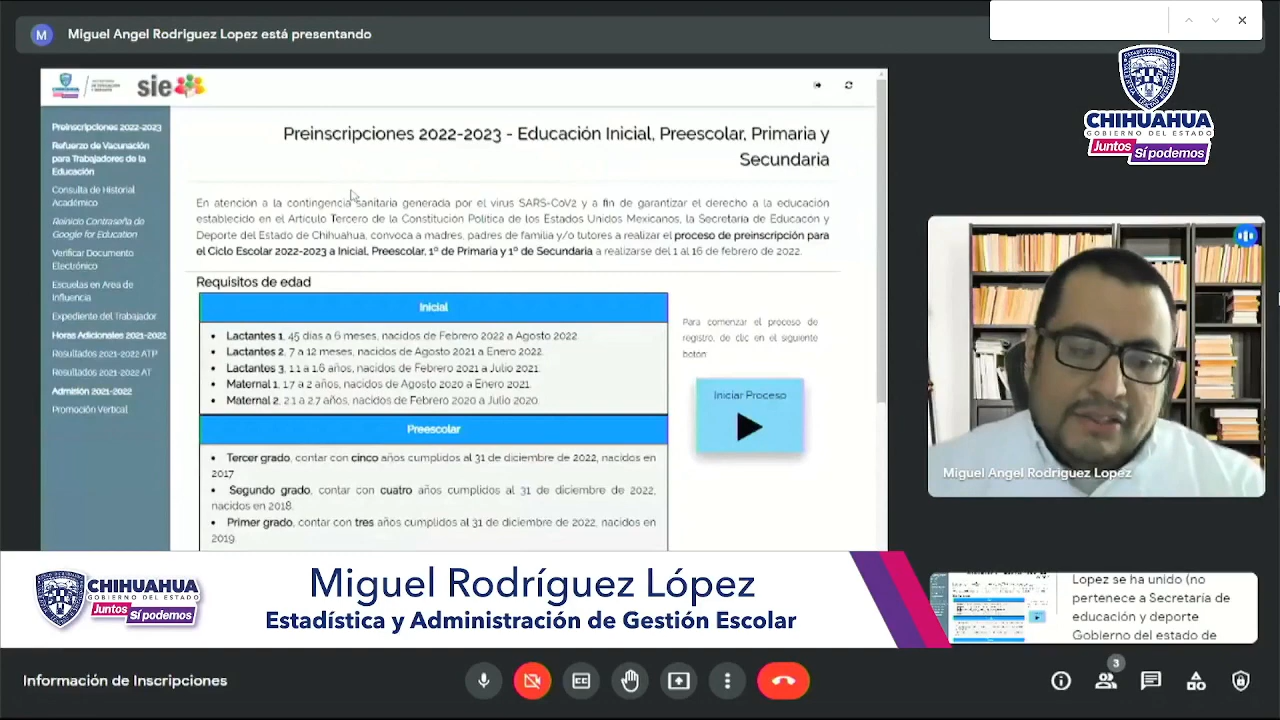 M
Miguel Angel Rodriguez Lopez está presentando
CHIHUAHUA
GOBIERNO DEL ESTADO
Juntos
Sí podemos
CHIHUAHUA
sie
Preinscripciones 2022-2023
Refuerzo de Vacunación
para Trabajadores de la
Educación
Consulta de Historial
Académico
Reinicio Contraseña de
Google for Education
Verificar Documento
Electrónico
Escuelas en Area de
Influencia
Expediente del Trabajador
Horas Adicionales 2021-2022
Resultados 2021-2022 ATP
Resultados 2021-2022 AT
Admisión 2021-2022
Promoción Vertical
Preinscripciones 2022-2023 - Educación Inicial, Preescolar, Primaria y
Secundaria
En atención a la contingencia sanitaria generada por el virus SARS-CoV2 y a fin de garantizar el derecho a la educación
establecido en el Artículo Tercero de la Constitución Política de los Estados Unidos Mexicanos, la Secretaría de Educación y
Deporte del Estado de Chihuahua, convoca a madres, padres de familia y/o tutores a realizar el proceso de preinscripción para
el Ciclo Escolar 2022-2023 a Inicial, Preescolar, 1º de Primaria y 1º de Secundaria a realizarse del 1 al 16 de febrero de 2022.
Requisitos de edad
Inicial
• Lactantes 1, 45 días a 6 meses, nacidos de Febrero 2022 a Agosto 2022
• Lactantes 2, 7 a 12 meses, nacidos de Agosto 2021 a Enero 2022.
• Lactantes 3, 1.1 a 1.6 años, nacidos de Febrero 2021 a Julio 2021.
• Maternal 1, 1.7 a 2 años, nacidos de Agosto 2020 a Enero 2021.
• Maternal 2, 2.1 a 2.7 años, nacidos de Febrero 2020 a Julio 2020.
Preescolar
• Tercer grado, contar con cinco años cumplidos al 31 de diciembre de 2022, nacidos en
2017.
• Segundo grado, contar con cuatro años cumplidos al 31 de diciembre de 2022,
nacidos en 2018.
• Primer grado, contar con tres años cumplidos al 31 de diciembre de 2022, nacidos en
2019.
Para comenzar el proceso de
registro, de clic en el siguiente
botón:
Iniciar Proceso
Miguel Angel Rodriguez Lopez
CHIHUAHUA
GOBIERNO DEL ESTADO
Juntos
Sí podemos
Miguel Rodríguez López
Estadística y Administración de Gestión Escolar
Lopez se ha unido (no
pertenece a Secretaría de
educación y deporte
Gobierno del estado de
Información de Inscripciones
CC
3